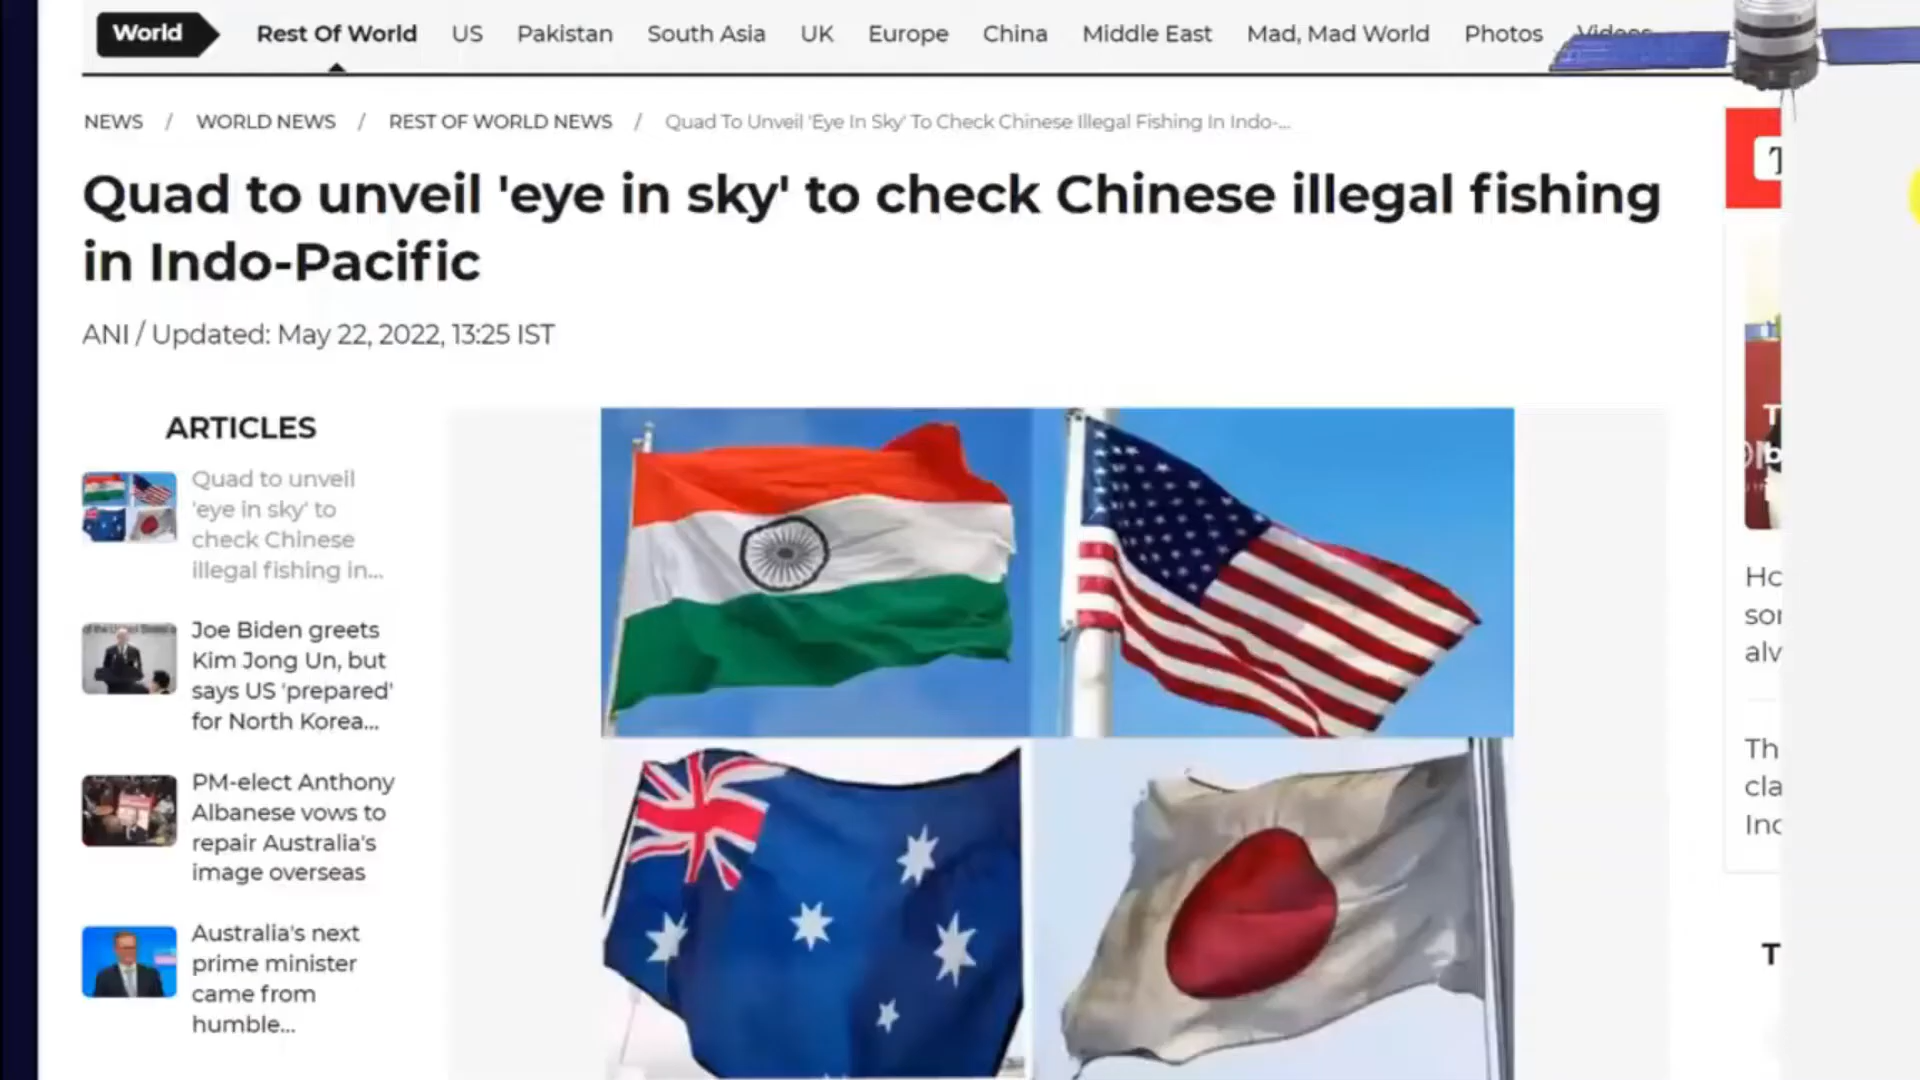 World
Rest Of World
US
Pakistan
South Asia
UK
Europe
China
Middle East
Mad, Mad World
Photos
Videos
NEWS / WORLD NEWS / REST OF WORLD NEWS / Quad To Unveil 'Eye In Sky' To Check Chinese Illegal Fishing In Indo-...
Quad to unveil 'eye in sky' to check Chinese illegal fishing
in Indo-Pacific
ANI / Updated: May 22, 2022, 13:25 IST
ARTICLES
Quad to unveil
'eye in sky' to
check Chinese
illegal fishing in...
Joe Biden greets
Kim Jong Un, but
says US 'prepared'
for North Korea...
PM-elect Anthony
Albanese vows to
repair Australia's
image overseas
Australia's next
prime minister
came from
humble...